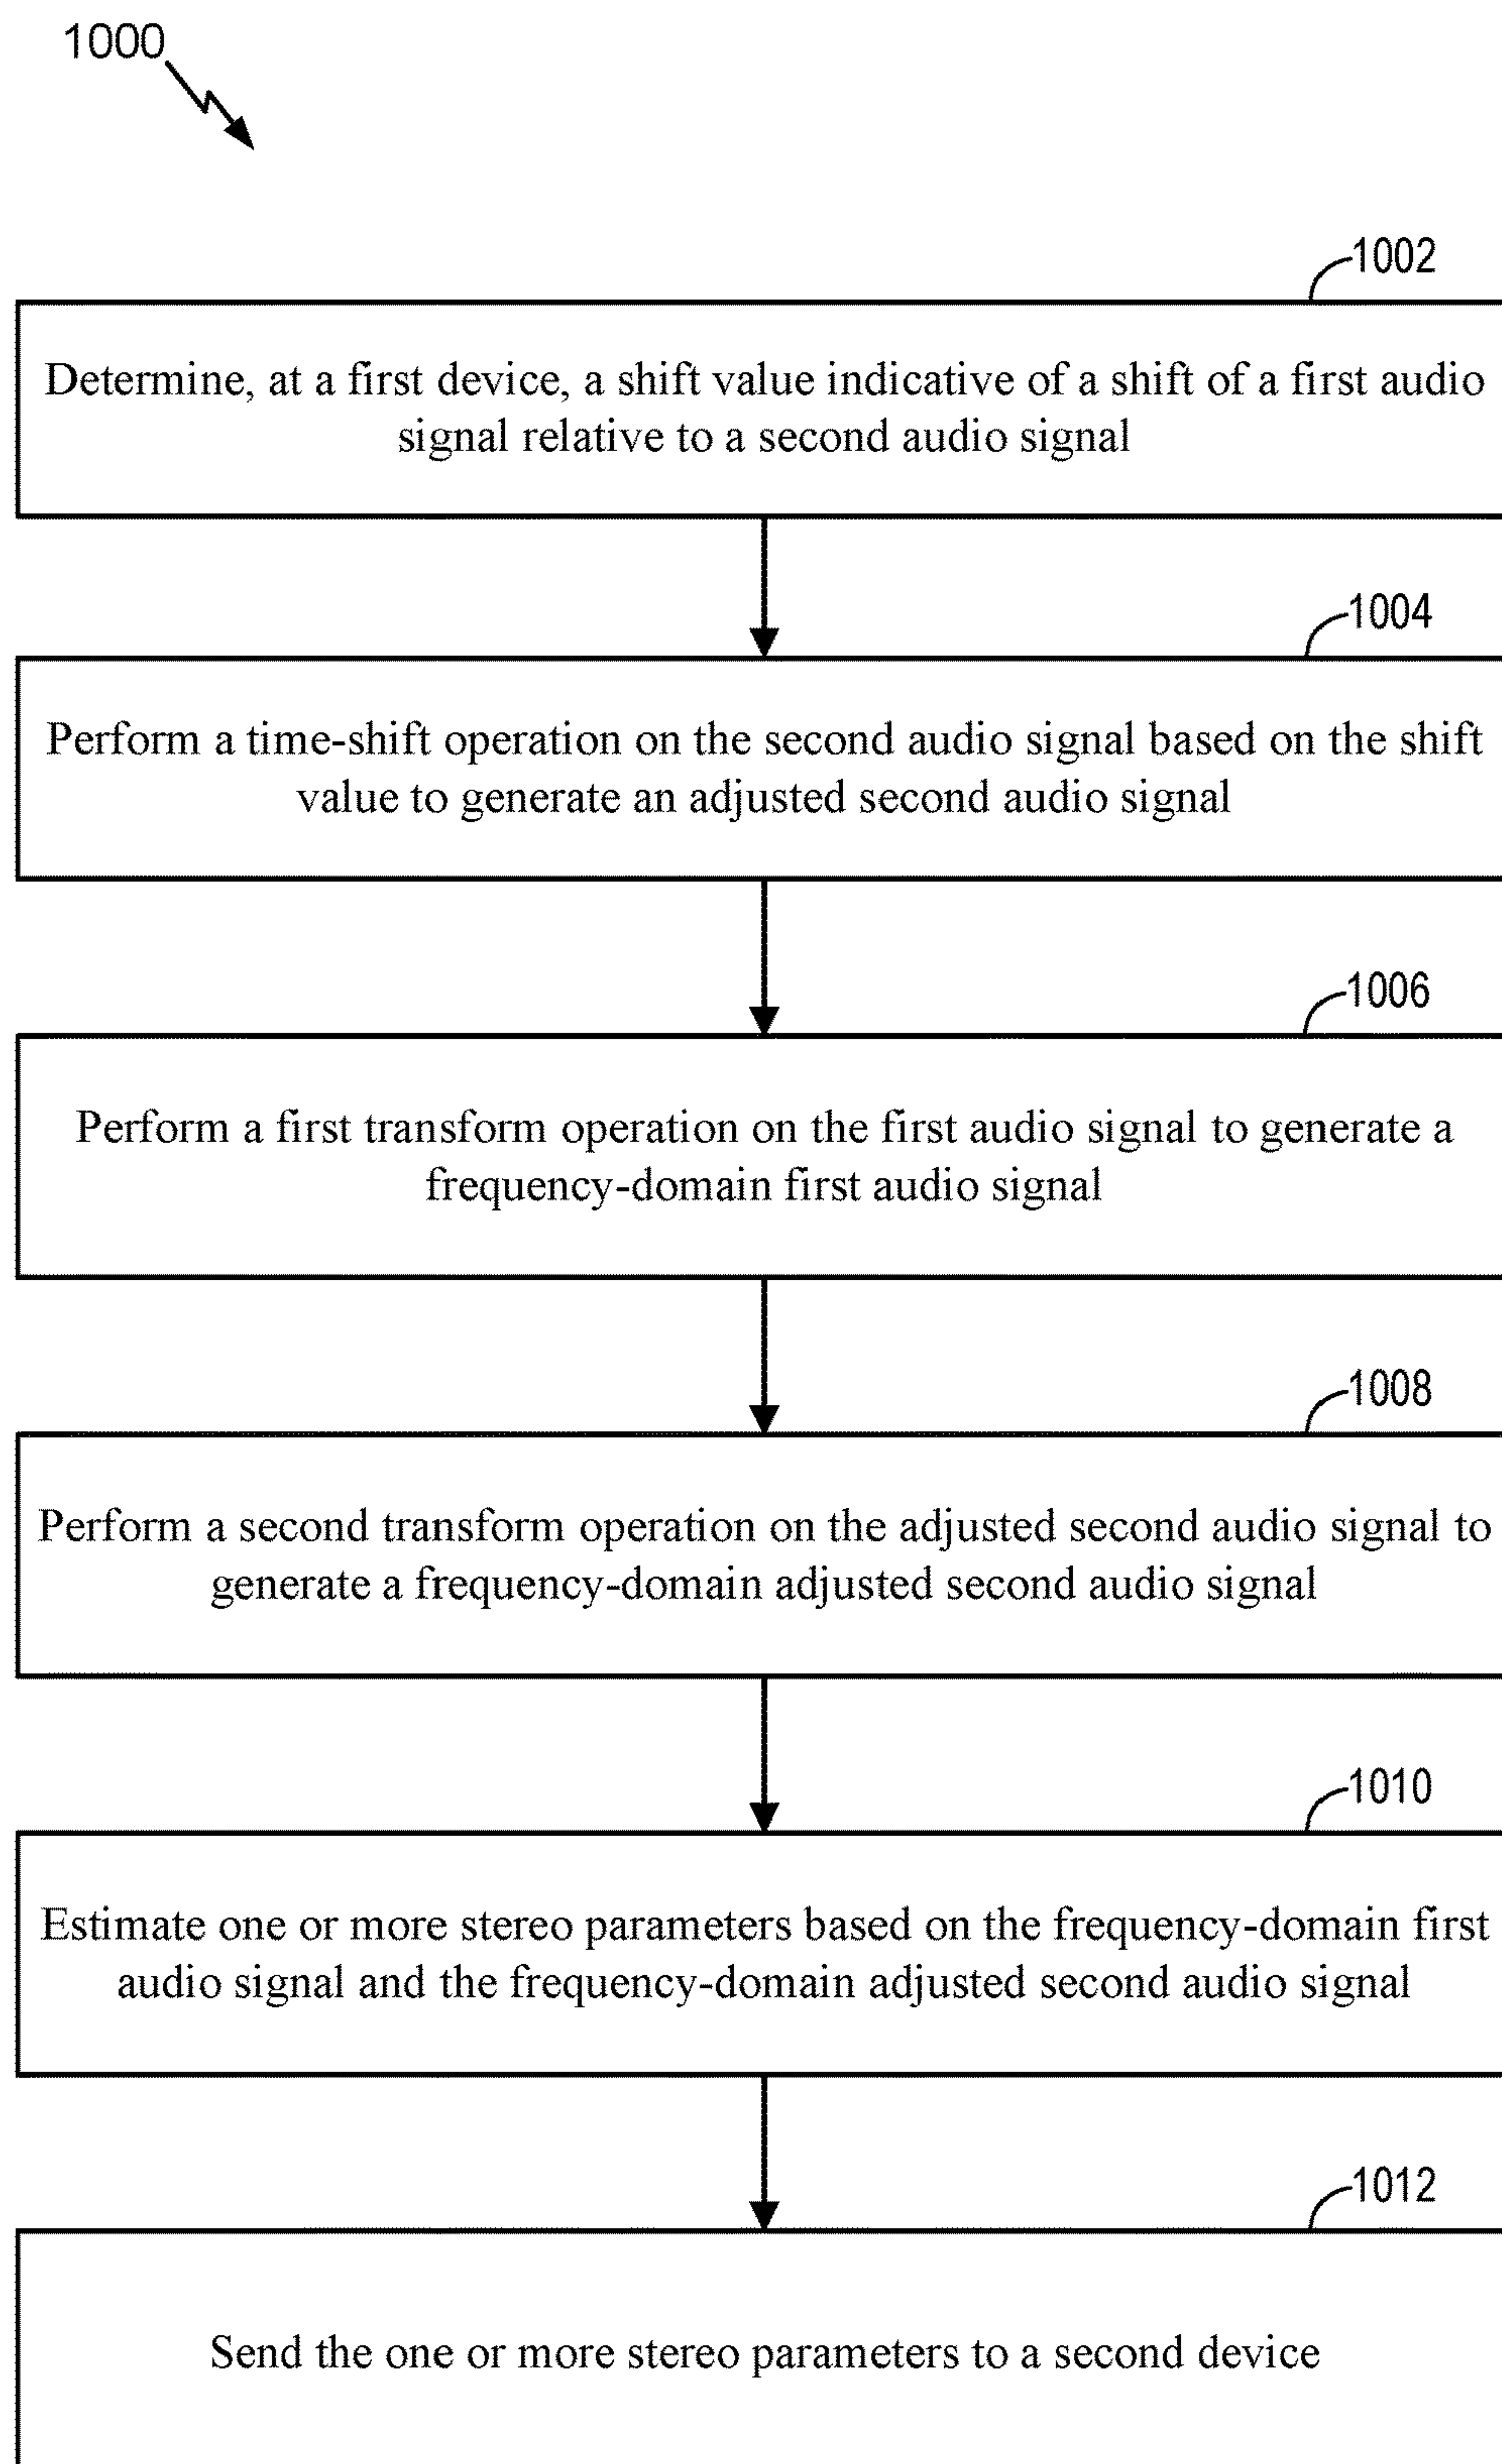 1000
1002
Determine, at a first device, a shift value indicative of a shift of a first audio
signal relative to a second audio signal
1004
Perform a time-shift operation on the second audio signal based on the shift
value to generate an adjusted second audio signal
1006
Perform a first transform operation on the first audio signal to generate a
frequency-domain first audio signal
1008
Perform a second transform operation on the adjusted second audio signal to
generate a frequency-domain adjusted second audio signal
1010
Estimate one or more stereo parameters based on the frequency-domain first
audio signal and the frequency-domain adjusted second audio signal
1012
Send the one or more stereo parameters to a second device